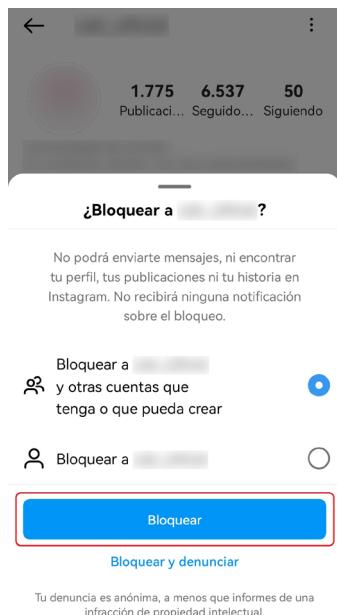 1.775 6.537 50
Publicaci... Seguido... Siguiendo
¿Bloquear a ?
No podrá enviarte mensajes, ni encontrar
tu perfil, tus publicaciones ni tu historia en
Instagram. No recibirá ninguna notificación
sobre el bloqueo.
Bloquear a
y otras cuentas que
tenga o que pueda crear
Bloquear a
Bloquear
Bloquear y denunciar
Tu denuncia es anónima, a menos que informes de una
infracción de propiedad intelectual.